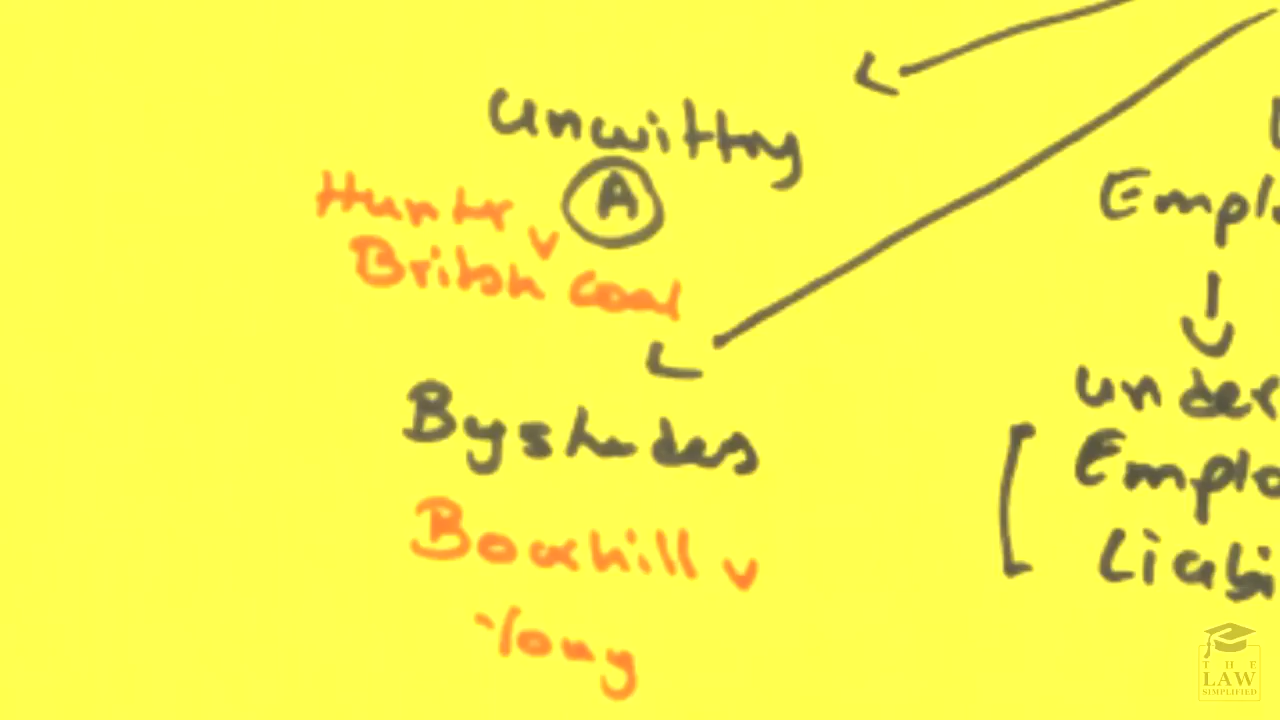 Unwitting
A
Hunter v
British Coal
Bystanders
Bourhill v
Young
Empl
under
Emplo
Liabi
THE
LAW
SIMPLIFIED